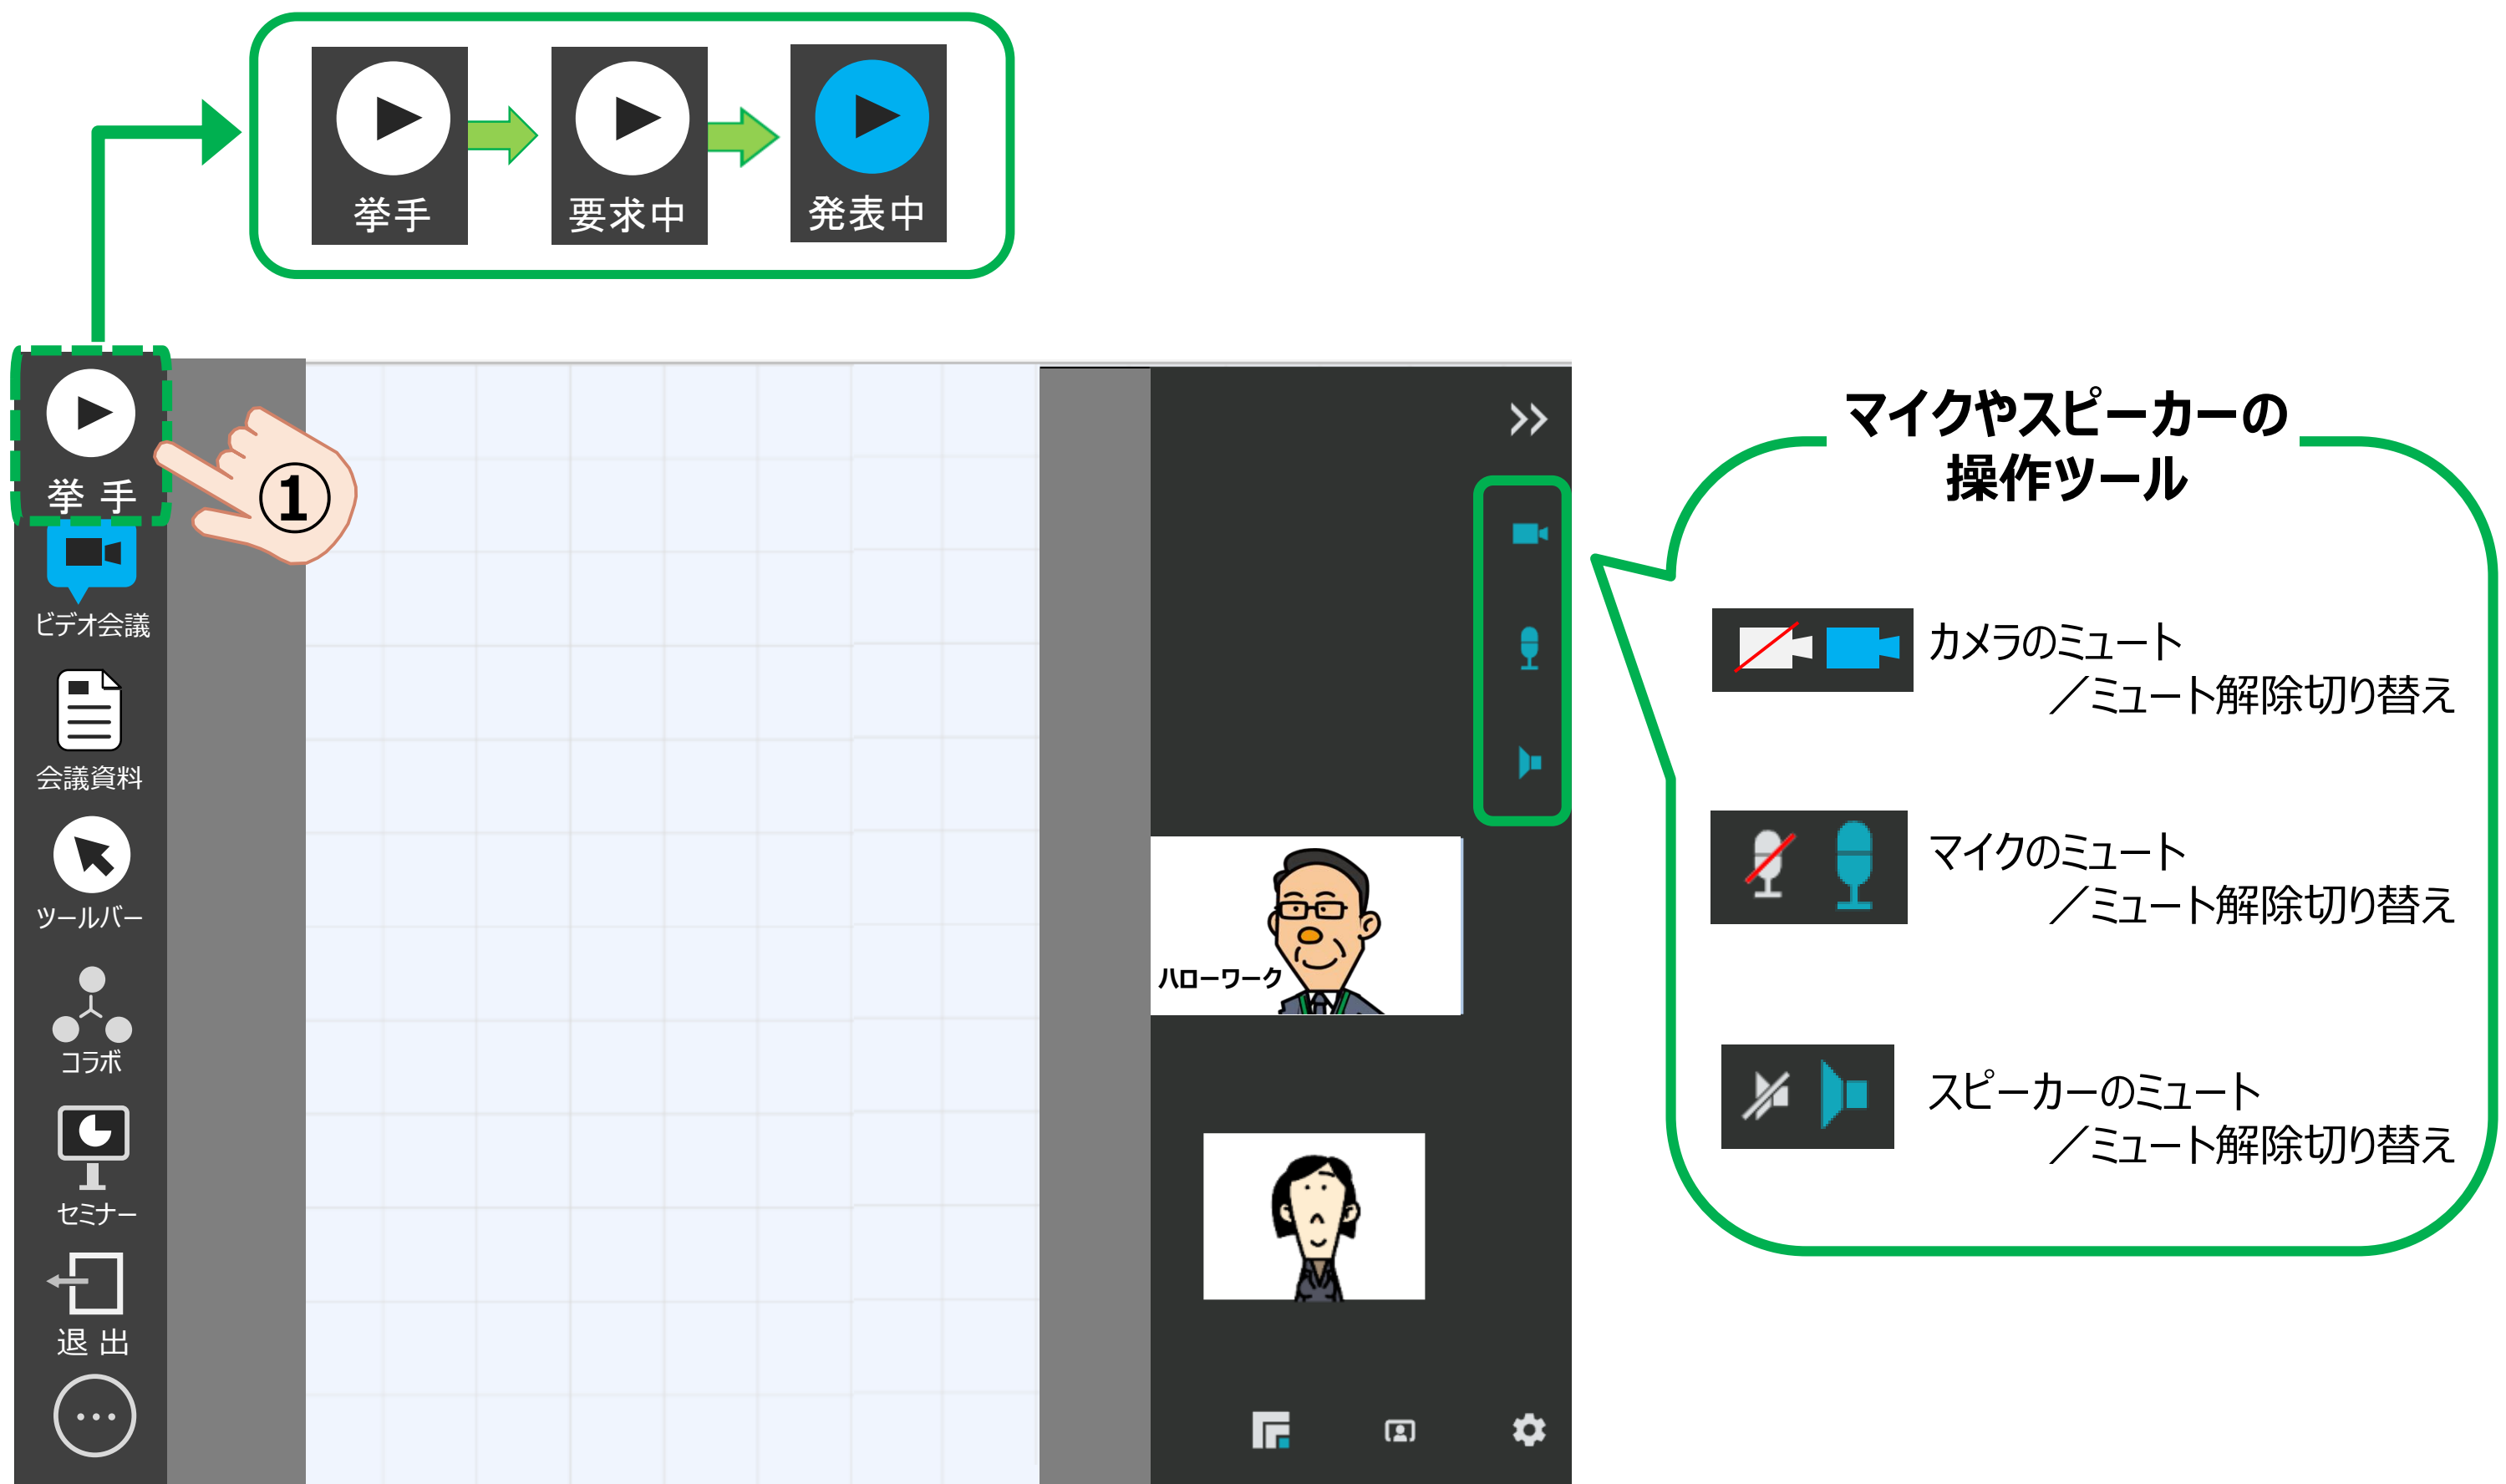 挙手
要求中
発表中
挙 手
①
ビデオ会議
会議資料
ツールバー
コラボ
セミナー
退 出
ハローワーク
マイクやスピーカーの
操作ツール
カメラのミュート
／ミュート解除切り替え
マイクのミュート
／ミュート解除切り替え
スピーカーのミュート
／ミュート解除切り替え